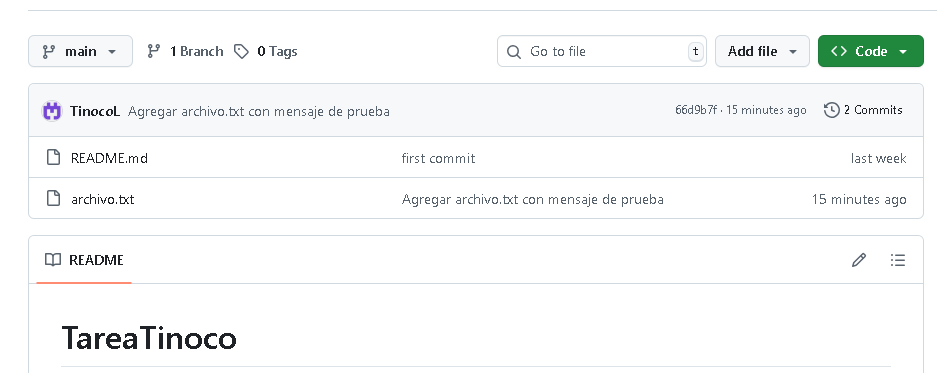 main 1 Branch 0 Tags Go to file t Add file Code
TinocoL Agregar archivo.txt con mensaje de prueba 66d9b7f · 15 minutes ago 2 Commits
README.md first commit last week
archivo.txt Agregar archivo.txt con mensaje de prueba 15 minutes ago
README
TareaTinoco